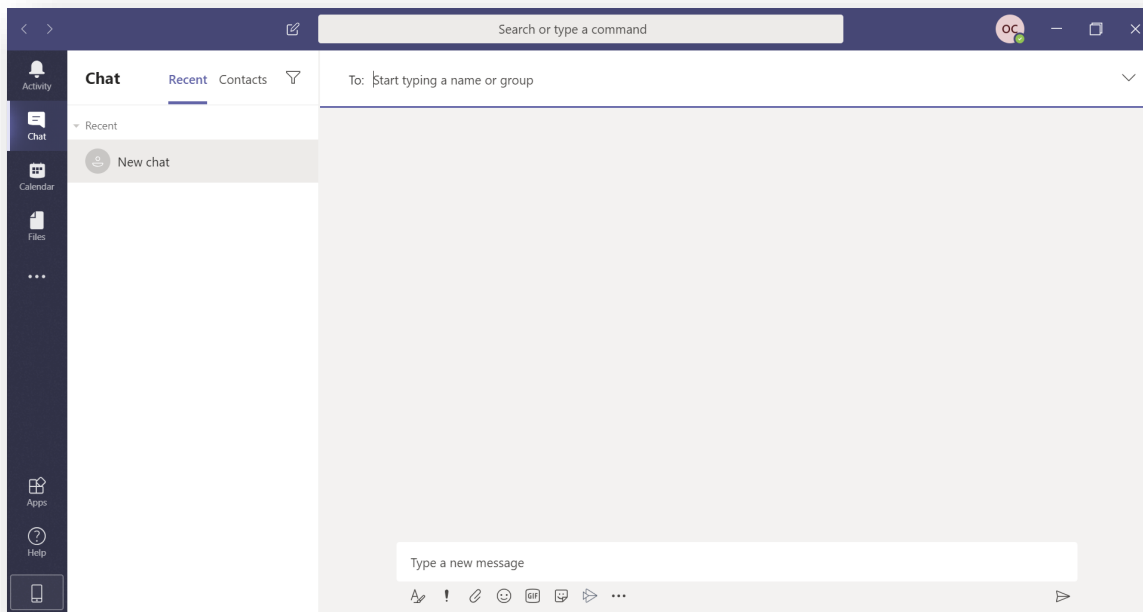 Search or type a command
OC
Activity
Chat
Calendar
Files
Apps
Help
Chat
Recent
Contacts
Recent
New chat
To: Start typing a name or group
Type a new message
GIF